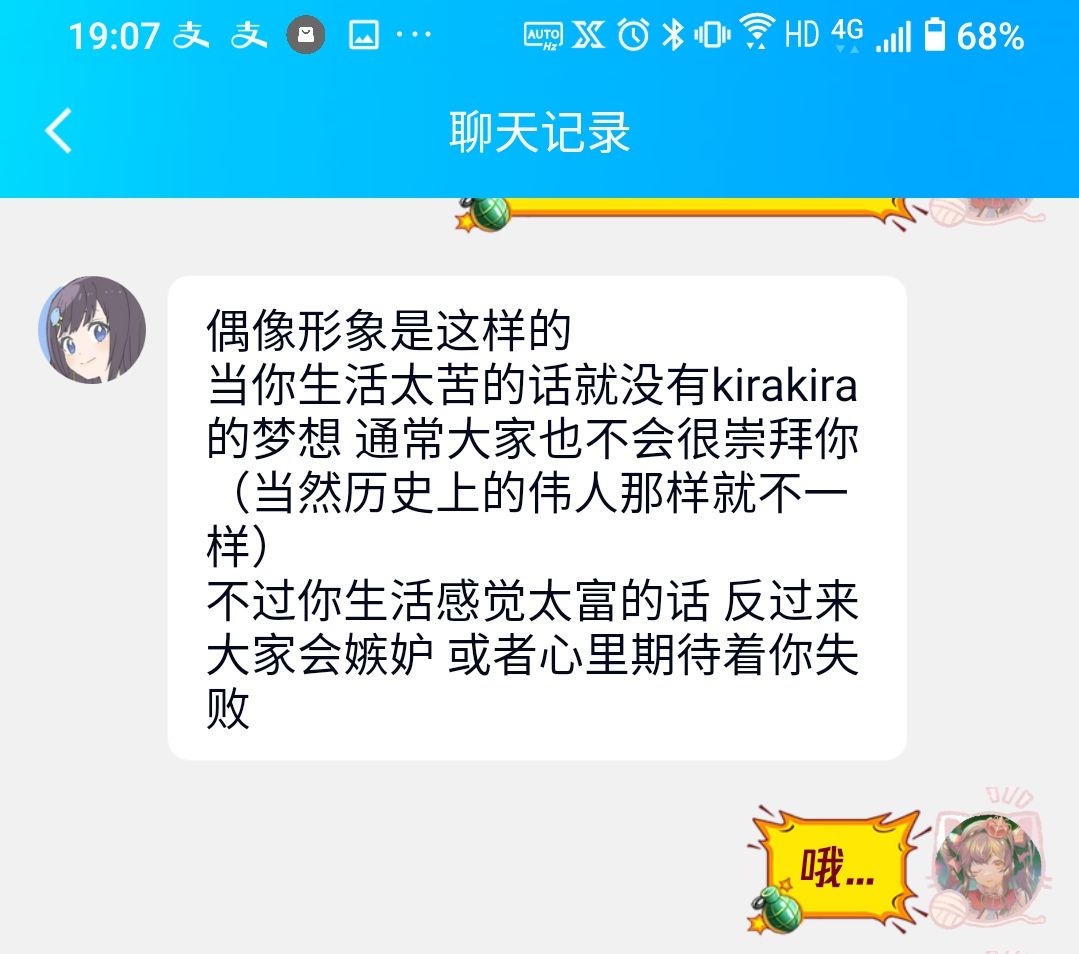 19:07 支 支 ... AUTO Hz HD 4G 68%
聊天记录
偶像形象是这样的
当你生活太苦的话就没有kirakira
的梦想 通常大家也不会很崇拜你
（当然历史上的伟人那样就不一
样）
不过你生活感觉太富的话 反过来
大家会嫉妒 或者心里期待着你失
败
哦...